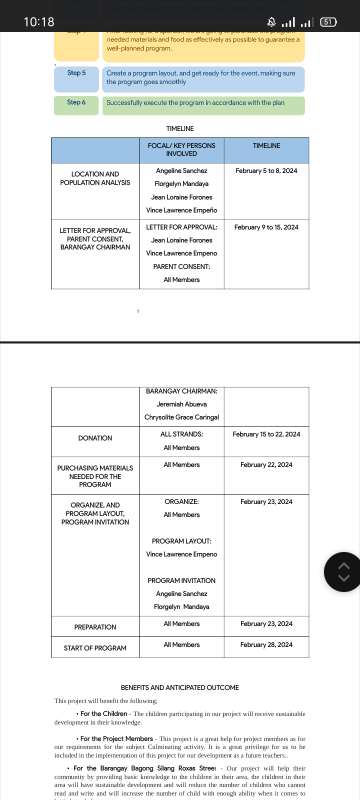 10:18
51
needed materials and food as effectively as possible to guarantee a
well-planned program.
Step 5
Create a program layout, and get ready for the event, making sure
the program goes smoothly
Step 6
Successfully execute the program in accordance with the plan
TIMELINE
FOCAL/ KEY PERSONS
INVOLVED
TIMELINE
LOCATION AND
POPULATION ANALYSIS
Angeline Sanchez
Florgelyn Mandaya
Jean Loraine Forones
Vince Lawrence Empeño
February 5 to 8, 2024
LETTER FOR APPROVAL,
PARENT CONSENT,
BARANGAY CHAIRMAN
LETTER FOR APPROVAL:
Jean Loraine Forones
Vince Lawrence Empeno
PARENT CONSENT:
All Members
February 9 to 15, 2024
BARANGAY CHAIRMAN:
Jeremiah Abueva
Chrysolite Grace Caringal
DONATION
ALL STRANDS:
All Members
February 15 to 22, 2024
PURCHASING MATERIALS
NEEDED FOR THE
PROGRAM
All Members
February 22, 2024
ORGANIZE, AND
PROGRAM LAYOUT,
PROGRAM INVITATION
ORGANIZE:
All Members
PROGRAM LAYOUT:
Vince Lawrence Empeno
PROGRAM INVITATION
Angeline Sanchez
Florgelyn Mandaya
February 23, 2024
PREPARATION
All Members
February 23, 2024
START OF PROGRAM
All Members
February 28, 2024
BENEFITS AND ANTICIPATED OUTCOME
This project will benefit the following;
• For the Children - The children participating in our project will receive sustainable
development in their knowledge.
• For the Project Members - This project is a great help for project members as for
our requirements for the subject Culminating activity. It is a great privilege for us to be
included in the implementation of this project for our development as a future teachers..
• For the Barangay Bagong Silang Roxas Street - Our project will help their
community by providing basic knowledge to the children in their area, the children in their
area will have sustainable development and will reduce the number of children who cannot
read and write and will increase the number of child with enough ability when it comes to